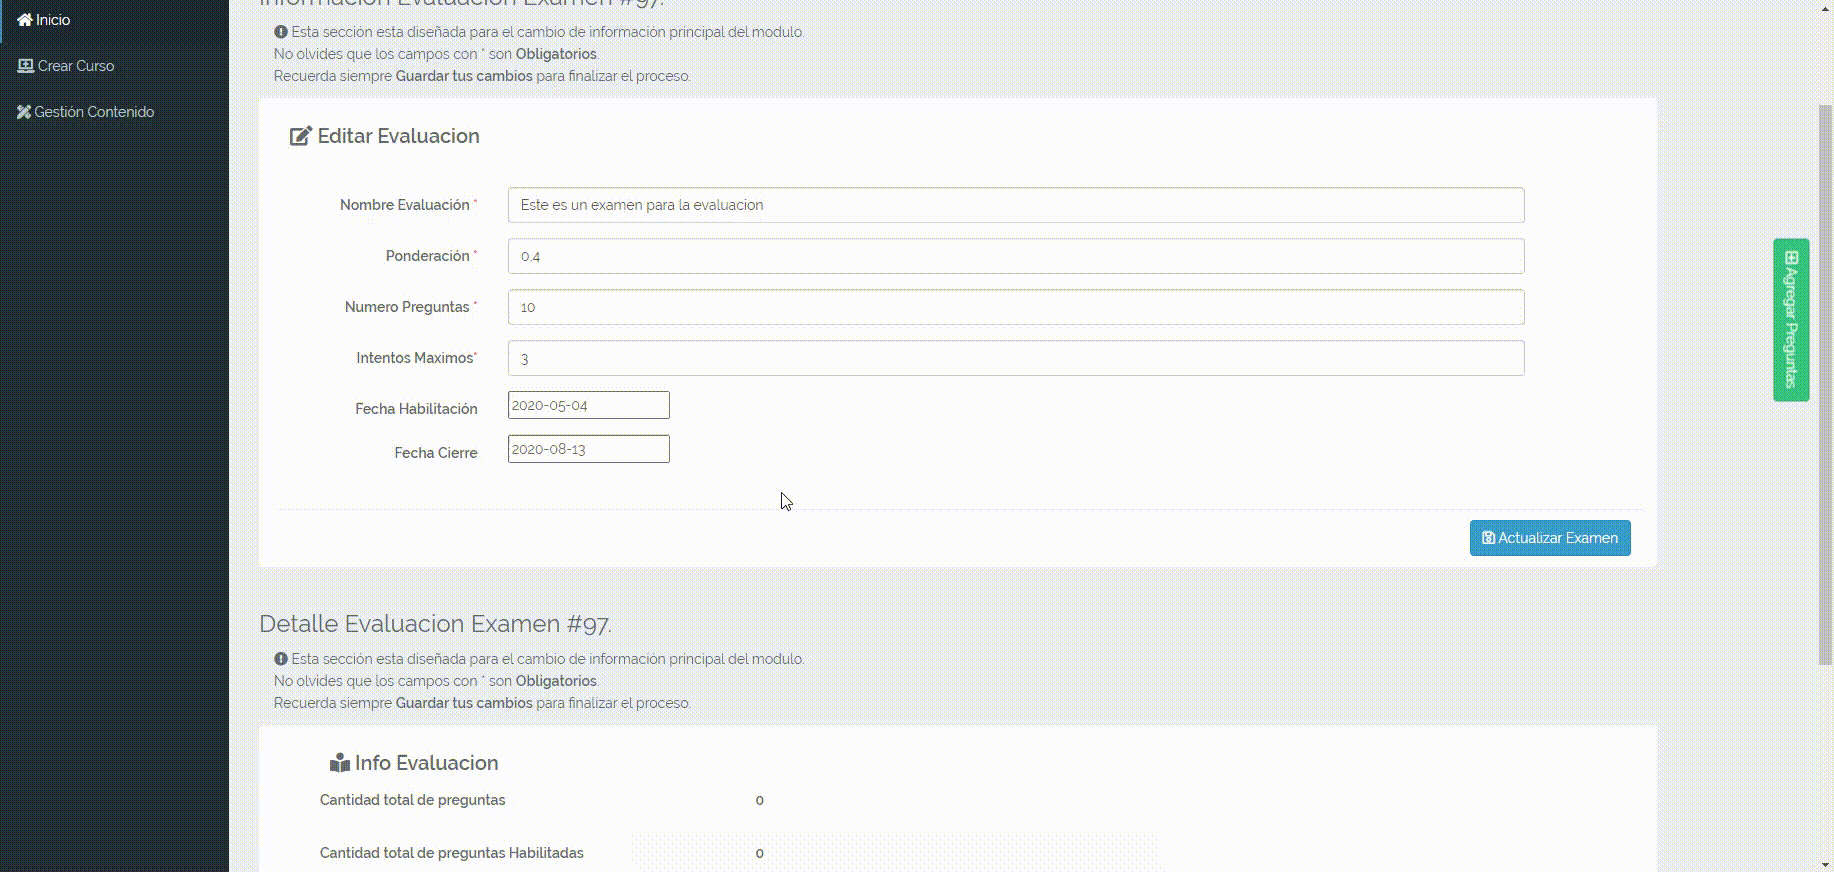 Inicio
Crear Curso
Gestión Contenido
Información Evaluación Examen #97.
Esta sección esta diseñada para el cambio de información principal del modulo.
No olvides que los campos con * son Obligatorios.
Recuerda siempre Guardar tus cambios para finalizar el proceso.
Editar Evaluacion
Nombre Evaluación * Este es un examen para la evaluacion
Ponderación * 0.4
Numero Preguntas * 10
Intentos Maximos* 3
Fecha Habilitación 2020-05-04
Fecha Cierre 2020-08-13
Actualizar Examen
Agregar Preguntas
Detalle Evaluacion Examen #97.
Esta sección esta diseñada para el cambio de información principal del modulo.
No olvides que los campos con * son Obligatorios.
Recuerda siempre Guardar tus cambios para finalizar el proceso.
Info Evaluacion
Cantidad total de preguntas 0
Cantidad total de preguntas Habilitadas 0